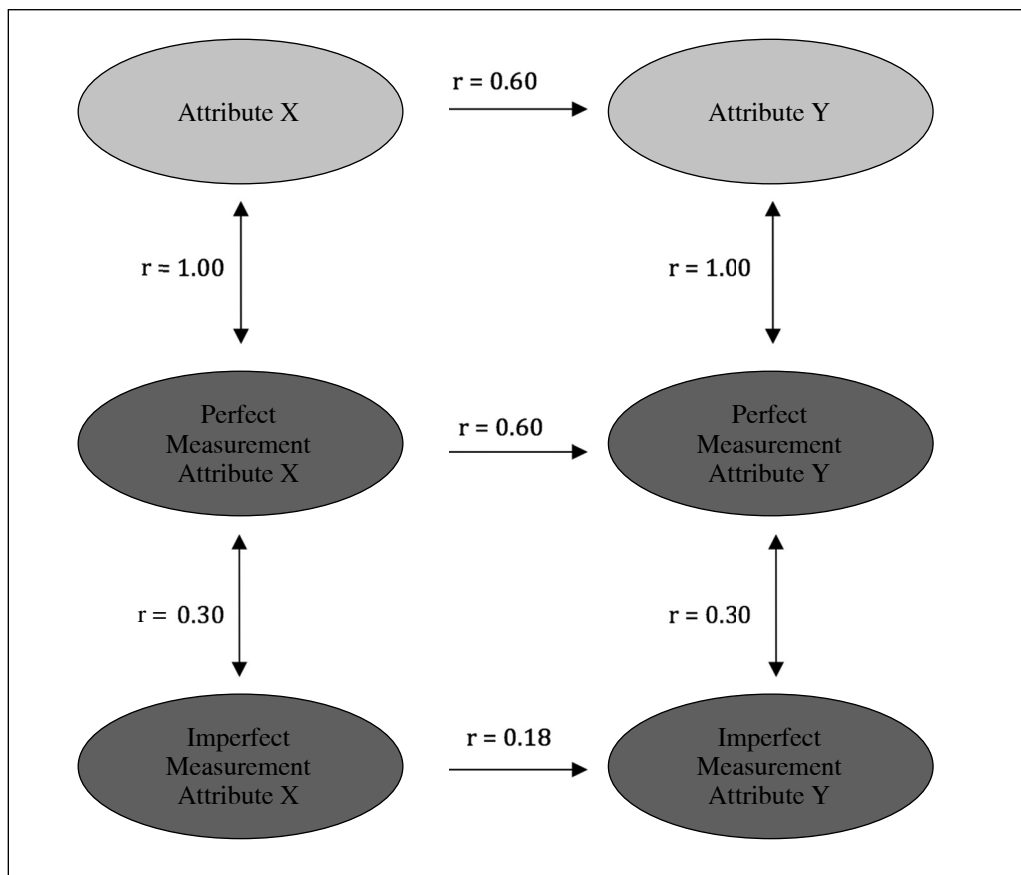 r = 0.60
Attribute X
Attribute Y
r = 1.00
r = 1.00
Perfect
Measurement
Attribute X
r = 0.60
Perfect
Measurement
Attribute Y
r = 0.30
r = 0.30
Imperfect
Measurement
Attribute X
r = 0.18
Imperfect
Measurement
Attribute Y